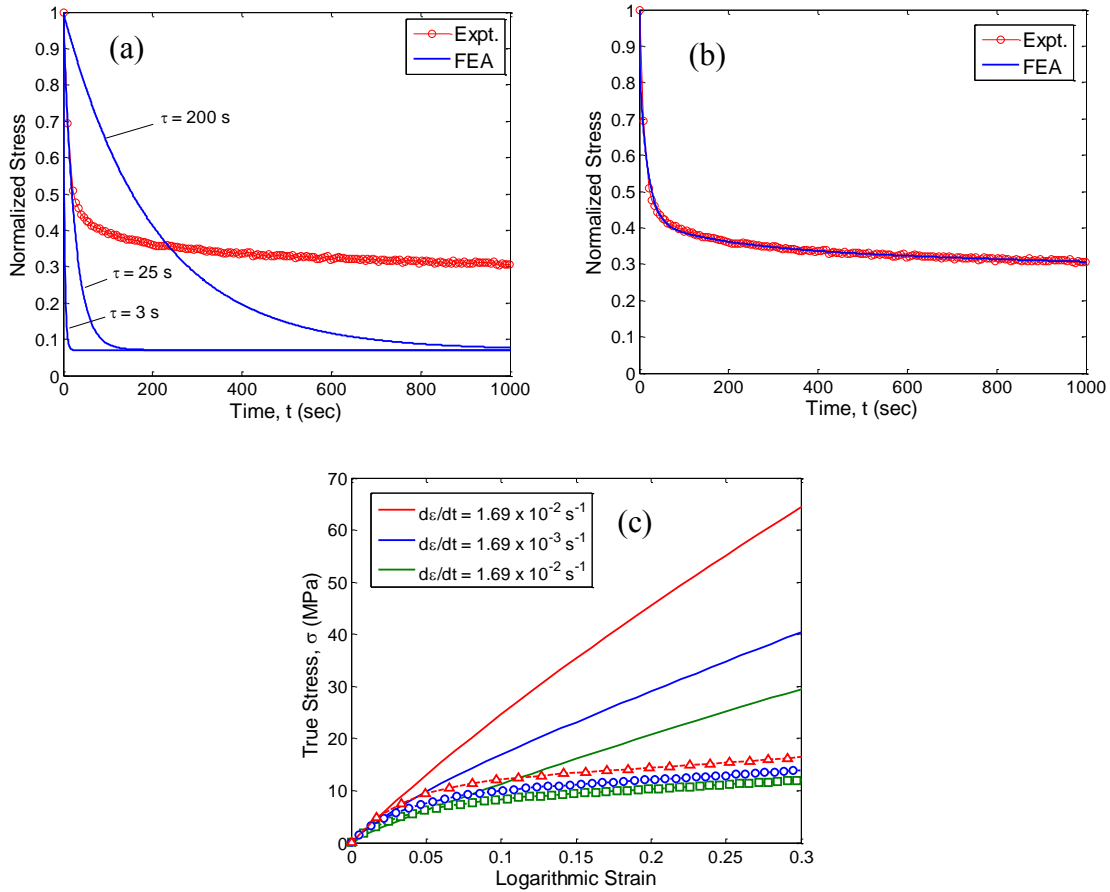 (a)
Expt.
FEA
τ = 200 s
τ = 25 s
τ = 3 s
Normalized Stress
1
0.9
0.8
0.7
0.6
0.5
0.4
0.3
0.2
0.1
0
0 200 400 600 800 1000
Time, t (sec)
(b)
Expt.
FEA
Normalized Stress
1
0.9
0.8
0.7
0.6
0.5
0.4
0.3
0.2
0.1
0
0 200 400 600 800 1000
Time, t (sec)
(c)
dε/dt = 1.69 x 10⁻² s⁻¹
dε/dt = 1.69 x 10⁻³ s⁻¹
dε/dt = 1.69 x 10⁻² s⁻¹
True Stress, σ (MPa)
70
60
50
40
30
20
10
0
0 0.05 0.1 0.15 0.2 0.25 0.3
Logarithmic Strain